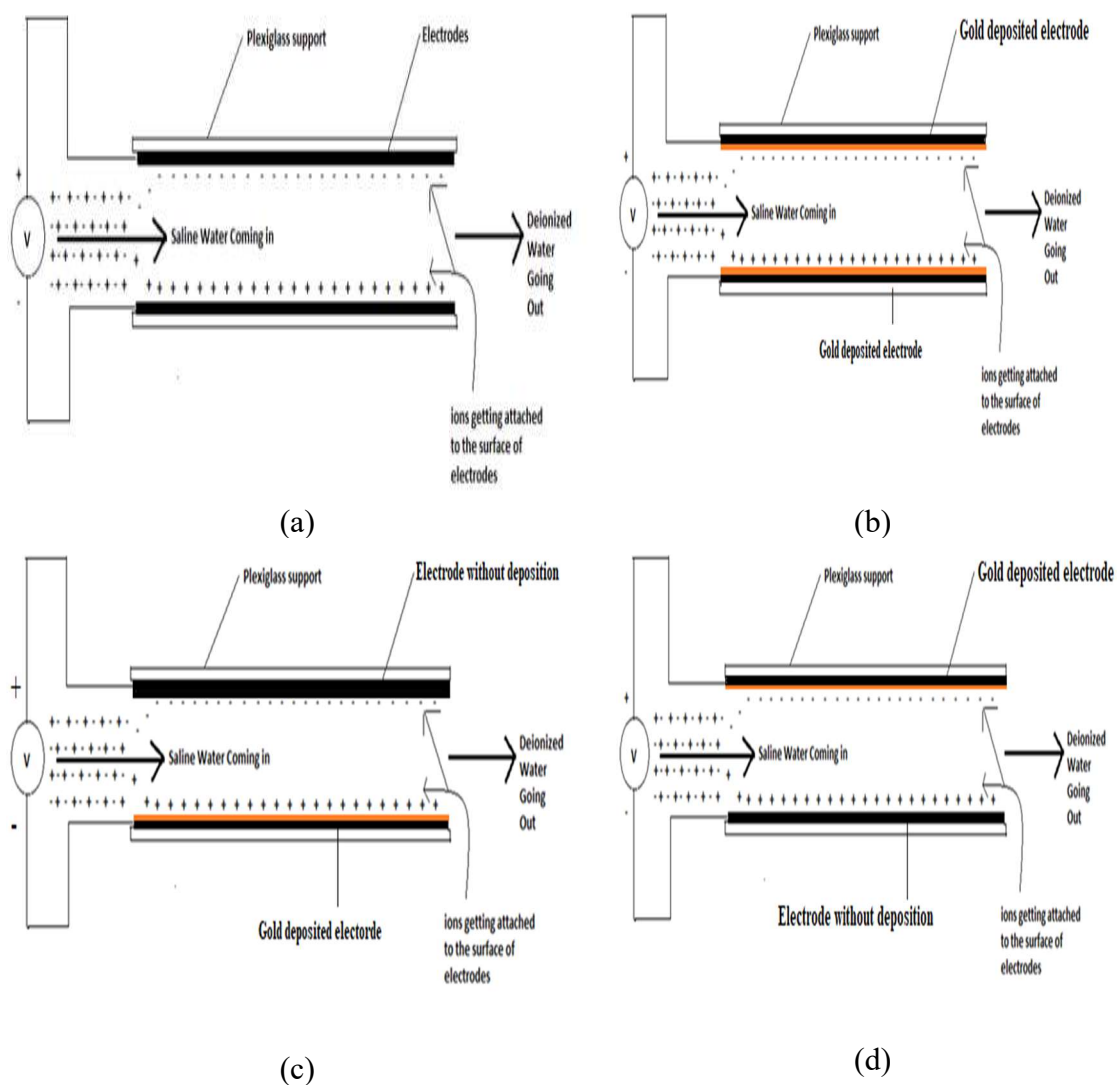 Plexiglass support
Electrodes
+
V
-
Saline Water Coming in
Deionized
Water
Going
Out
ions getting attached
to the surface of
electrodes
(a)
Plexiglass support
Gold deposited electrode
+
V
-
Saline Water Coming in
Deionized
Water
Going
Out
Gold deposited electrode
ions getting attached
to the surface of
electrodes
(b)
Plexiglass support
Electrode without deposition
+
V
-
Saline Water Coming in
Deionized
Water
Going
Out
Gold deposited electorde
ions getting attached
to the surface of
electrodes
(c)
Plexiglass support
Gold deposited electrode
+
V
-
Saline Water Coming in
Deionized
Water
Going
Out
Electrode without deposition
ions getting attached
to the surface of
electrodes
(d)